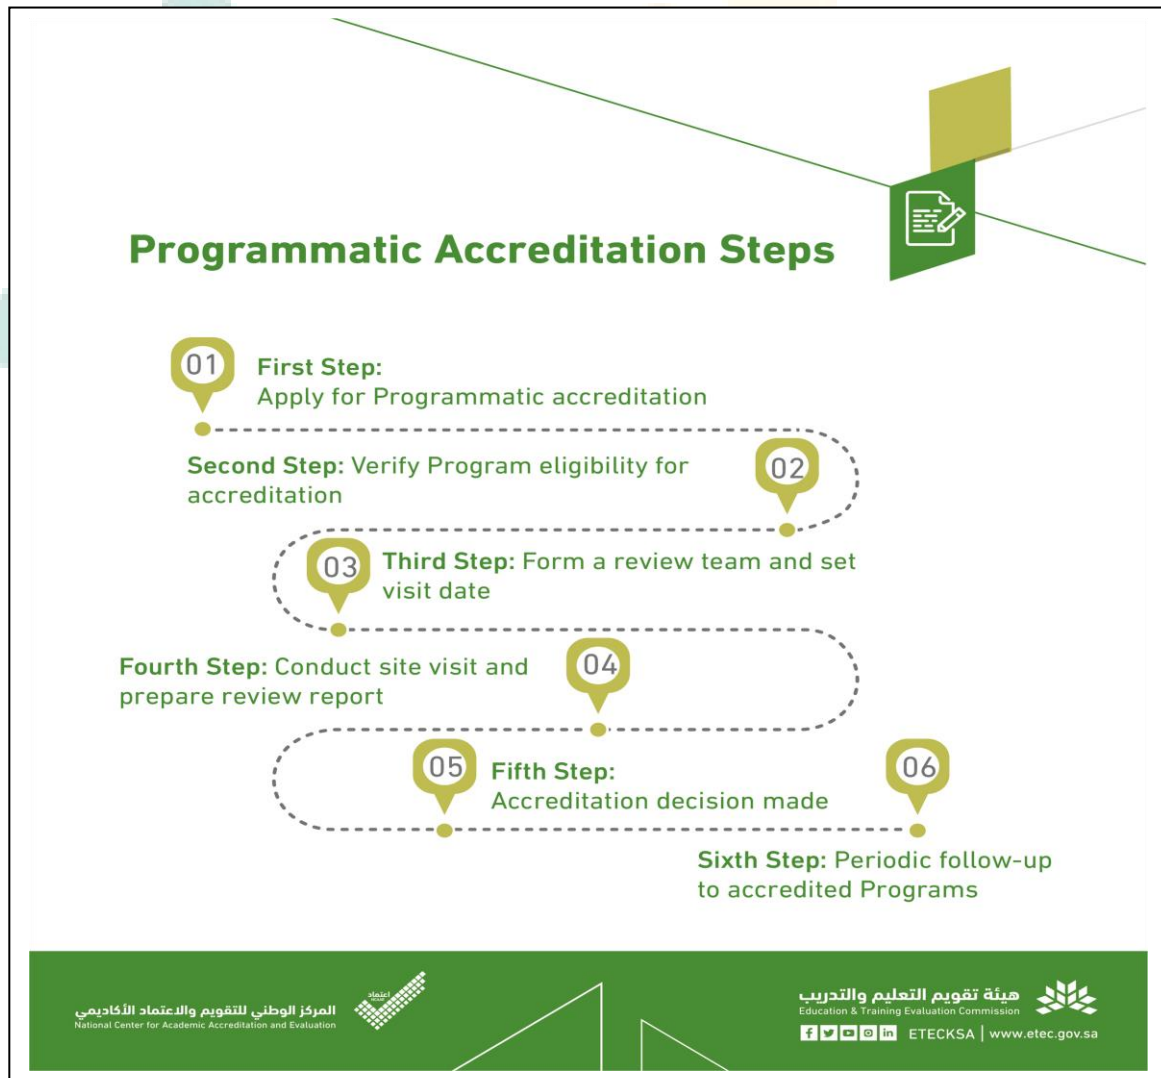 Programmatic Accreditation Steps
01
First Step:
Apply for Programmatic accreditation
Second Step: Verify Program eligibility for
accreditation
02
03
Third Step: Form a review team and set
visit date
Fourth Step: Conduct site visit and
prepare review report
04
05
Fifth Step:
Accreditation decision made
06
Sixth Step: Periodic follow-up
to accredited Programs
المركز الوطني للتقويم والاعتماد الأكاديمي
National Center for Academic Accreditation and Evaluation
اعتماد
هيئة تقويم التعليم والتدريب
Education & Training Evaluation Commission
ETECKSA | www.etec.gov.sa